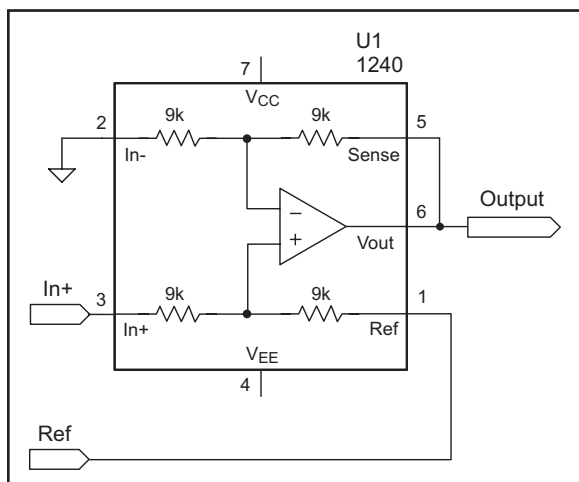 U1
1240
7
VCC
9k
9k
2
5
In-
Sense
−
Output
6
Vout
+
In+
9k
9k
3
1
In+
Ref
VEE
4
Ref